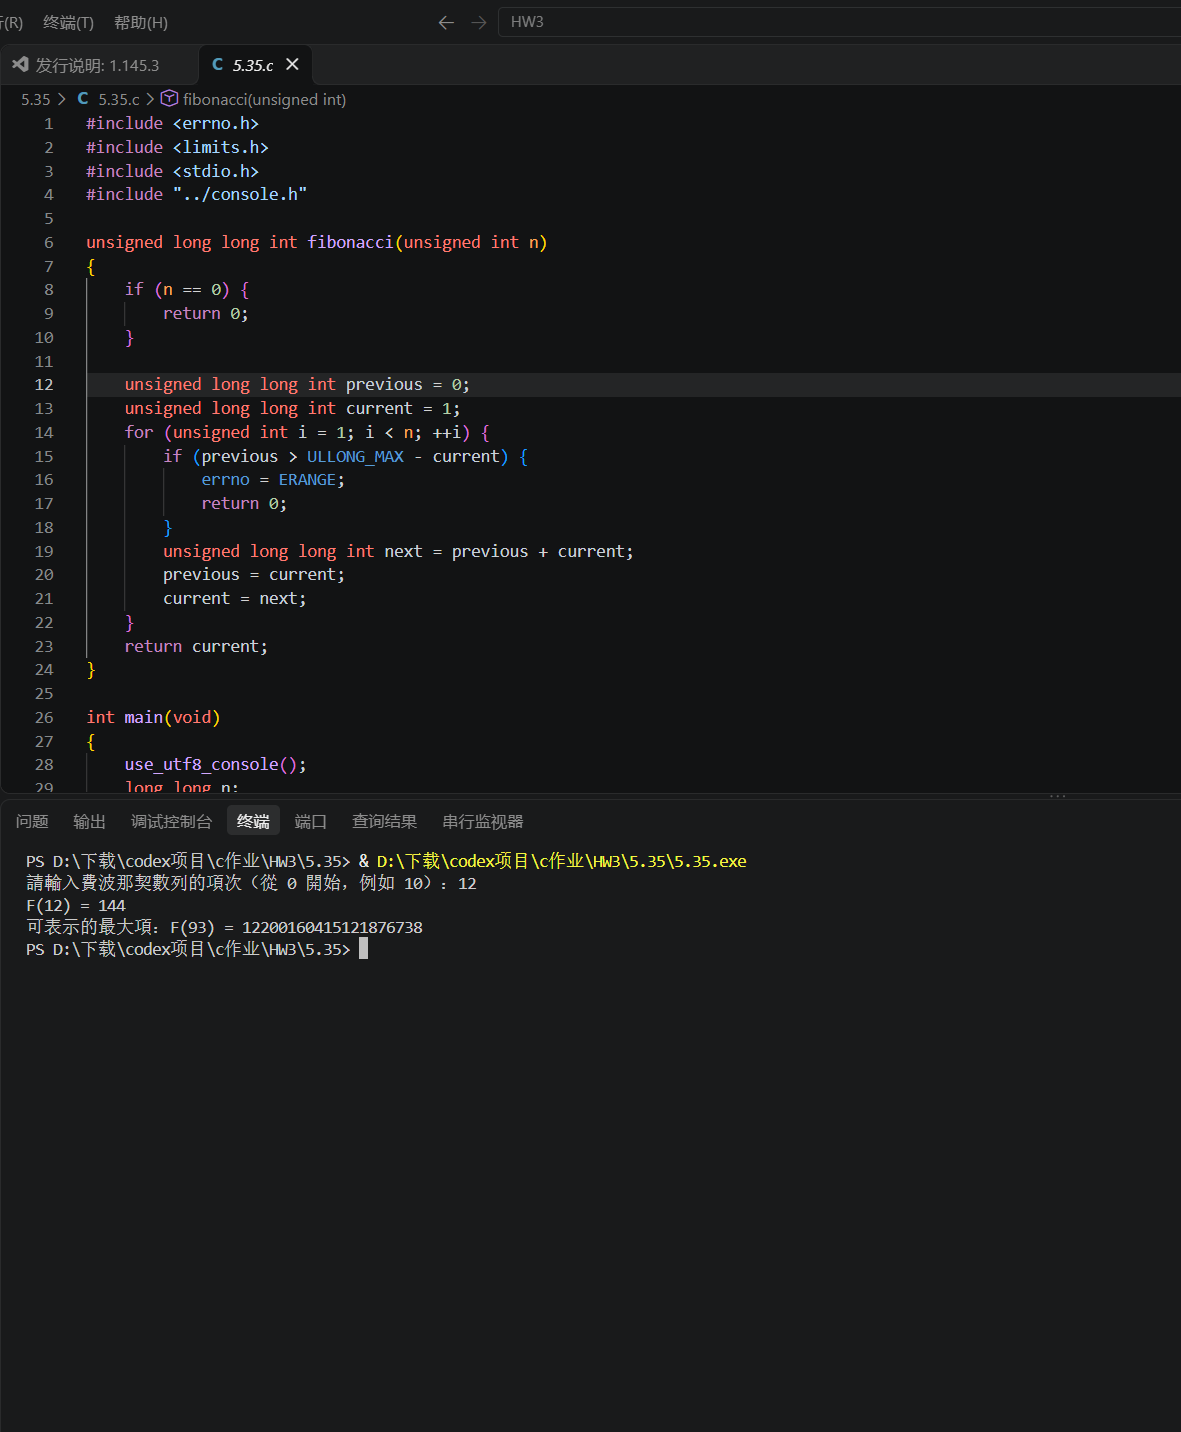 行(R) 终端(T) 帮助(H) ← → HW3
发行说明: 1.145.3 C 5.35.c ×
5.35 > C 5.35.c > fibonacci(unsigned int)
1 #include <errno.h>
2 #include <limits.h>
3 #include <stdio.h>
4 #include "../console.h"
5
6 unsigned long long int fibonacci(unsigned int n)
7 {
8     if (n == 0) {
9         return 0;
10     }
11
12     unsigned long long int previous = 0;
13     unsigned long long int current = 1;
14     for (unsigned int i = 1; i < n; ++i) {
15         if (previous > ULLONG_MAX - current) {
16             errno = ERANGE;
17             return 0;
18         }
19         unsigned long long int next = previous + current;
20         previous = current;
21         current = next;
22     }
23     return current;
24 }
25
26 int main(void)
27 {
28     use_utf8_console();
29     long long n;
问题 输出 调试控制台 终端 端口 查询结果 串行监视器
PS D:\下载\codex项目\c作业\HW3\5.35> & D:\下载\codex项目\c作业\HW3\5.35\5.35.exe
請輸入費波那契數列的項次（從 0 開始，例如 10）：12
F(12) = 144
可表示的最大項：F(93) = 12200160415121876738
PS D:\下载\codex项目\c作业\HW3\5.35>